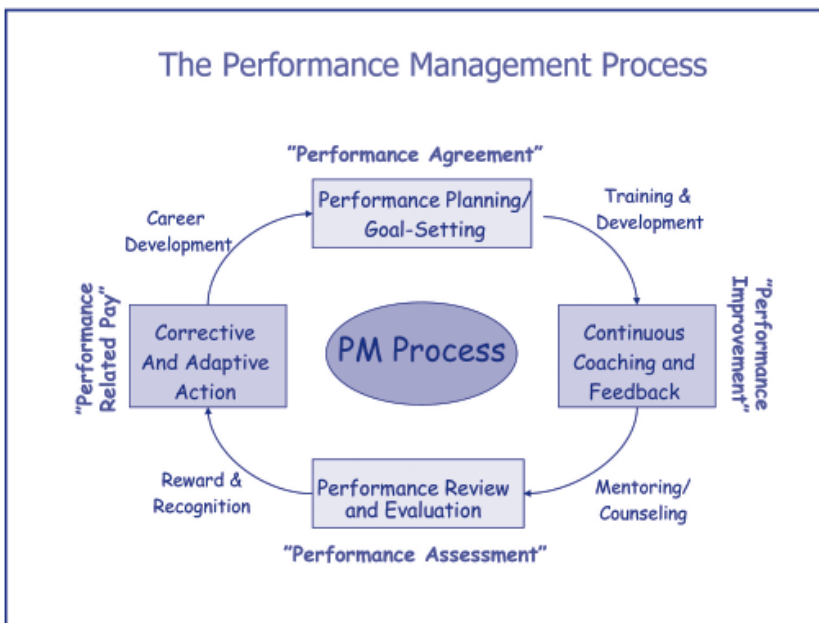 The Performance Management Process
"Performance Agreement"
Performance Planning/
Goal-Setting
Training &
Development
Career
Development
"Performance
Related Pay"
Corrective
And Adaptive
Action
PM Process
Continuous
Coaching and
Feedback
"Performance
Improvement"
Reward &
Recognition
Performance Review
and Evaluation
Mentoring/
Counseling
"Performance Assessment"